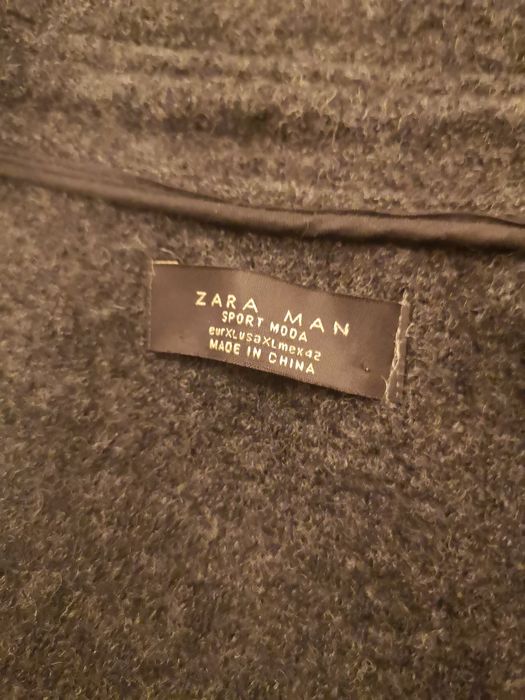 ZARA MAN
SPORT MODA
eurXLusaXLmex42
MADE IN CHINA